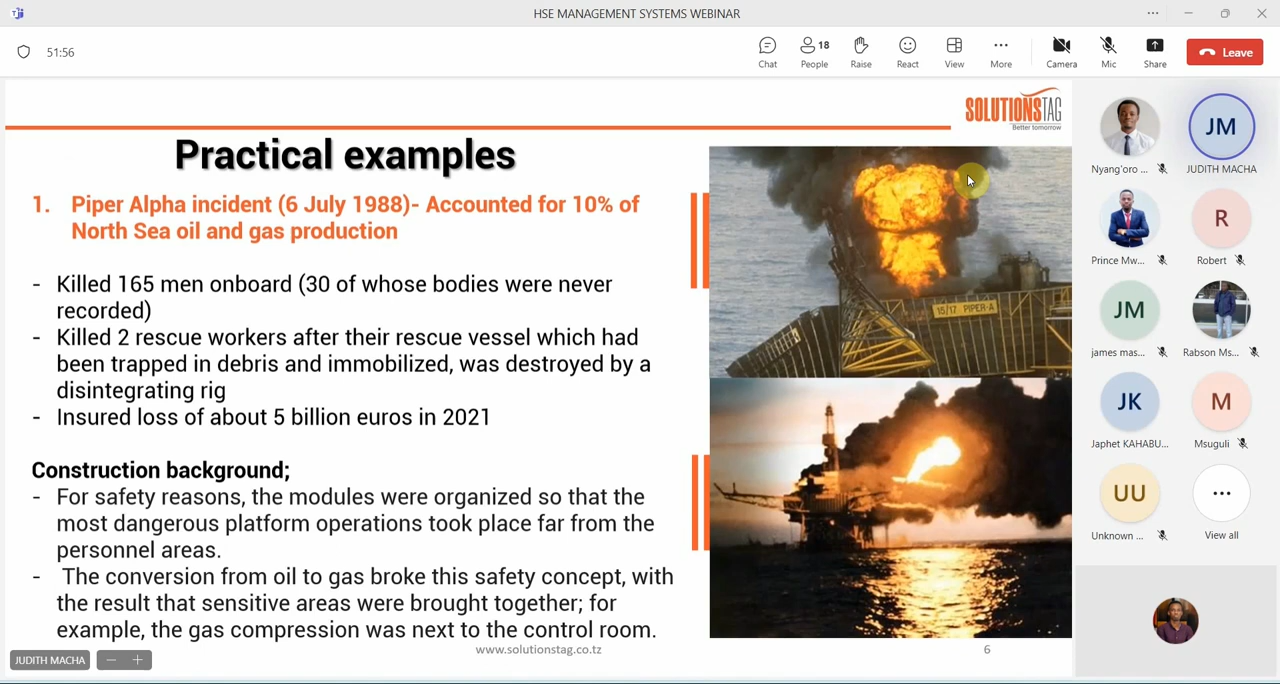 HSE MANAGEMENT SYSTEMS WEBINAR
51:56
Chat
People
18
Raise
React
View
More
Camera
Mic
Share
Leave
SOLUTIONSTAG
Better tomorrow
Practical examples
1. Piper Alpha incident (6 July 1988)- Accounted for 10% of
North Sea oil and gas production
- Killed 165 men onboard (30 of whose bodies were never
recorded)
- Killed 2 rescue workers after their rescue vessel which had
been trapped in debris and immobilized, was destroyed by a
disintegrating rig
- Insured loss of about 5 billion euros in 2021
Construction background;
- For safety reasons, the modules were organized so that the
most dangerous platform operations took place far from the
personnel areas.
- The conversion from oil to gas broke this safety concept, with
the result that sensitive areas were brought together; for
example, the gas compression was next to the control room.
15/17 PIPER-A
www.solutionstag.co.tz
6
JUDITH MACHA
Nyang'oro ...
JM
JUDITH MACHA
Prince Mw...
R
Robert
JM
james mas...
Rabson Ms...
JK
Japhet KAHABU...
M
Msuguli
UU
Unknown ...
View all